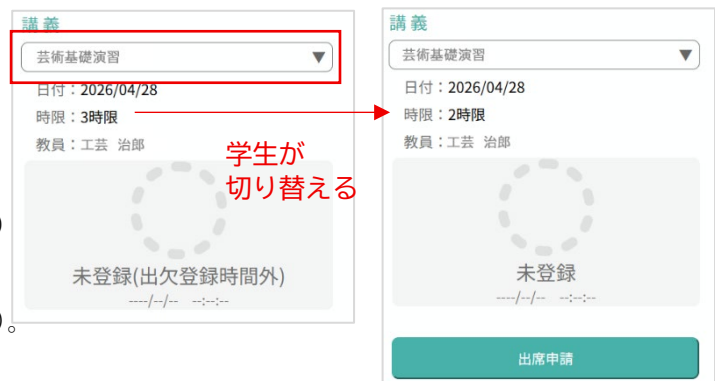 講義
芸術基礎演習 ▼
日付：2026/04/28
時限：3時限
教員：工芸 治郎
未登録(出欠登録時間外)
----/--/-- --:--:--
学生が
切り替える
)
)。
講義
芸術基礎演習 ▼
日付：2026/04/28
時限：2時限
教員：工芸 治郎
未登録
----/--/-- --:--:--
出席申請